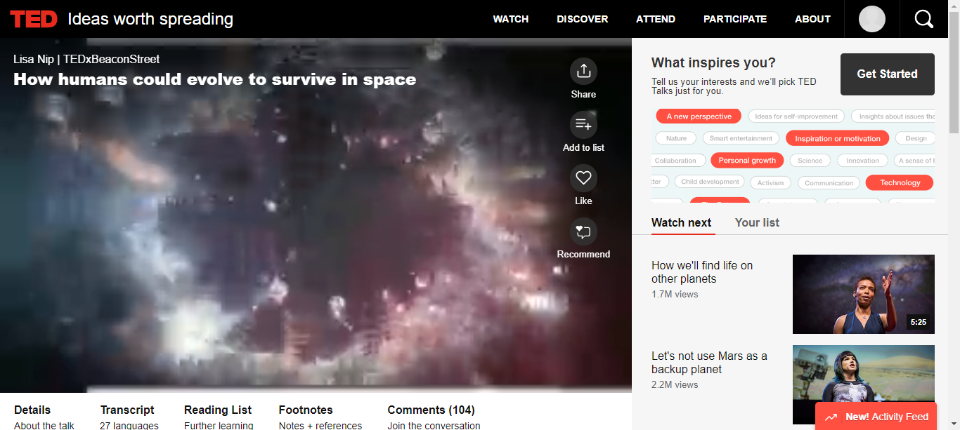 TED Ideas worth spreading
WATCH DISCOVER ATTEND PARTICIPATE ABOUT
Lisa Nip | TEDxBeaconStreet
How humans could evolve to survive in space
Share
Add to list
Like
Recommend
What inspires you?
Tell us your interests and we'll pick TED
Talks just for you.
Get Started
A new perspective Ideas for self-improvement Insights about issues
Nature Smart entertainment Inspiration or motivation Design
Collaboration Personal growth Science Innovation A sense of
Child development Activism Communication Technology
Watch next Your list
How we'll find life on
other planets
1.7M views
5:25
Let's not use Mars as a
backup planet
2.2M views
New! Activity Feed
Details Transcript Reading List Footnotes Comments (104)
About the talk 27 languages Further learning Notes + references Join the conversation